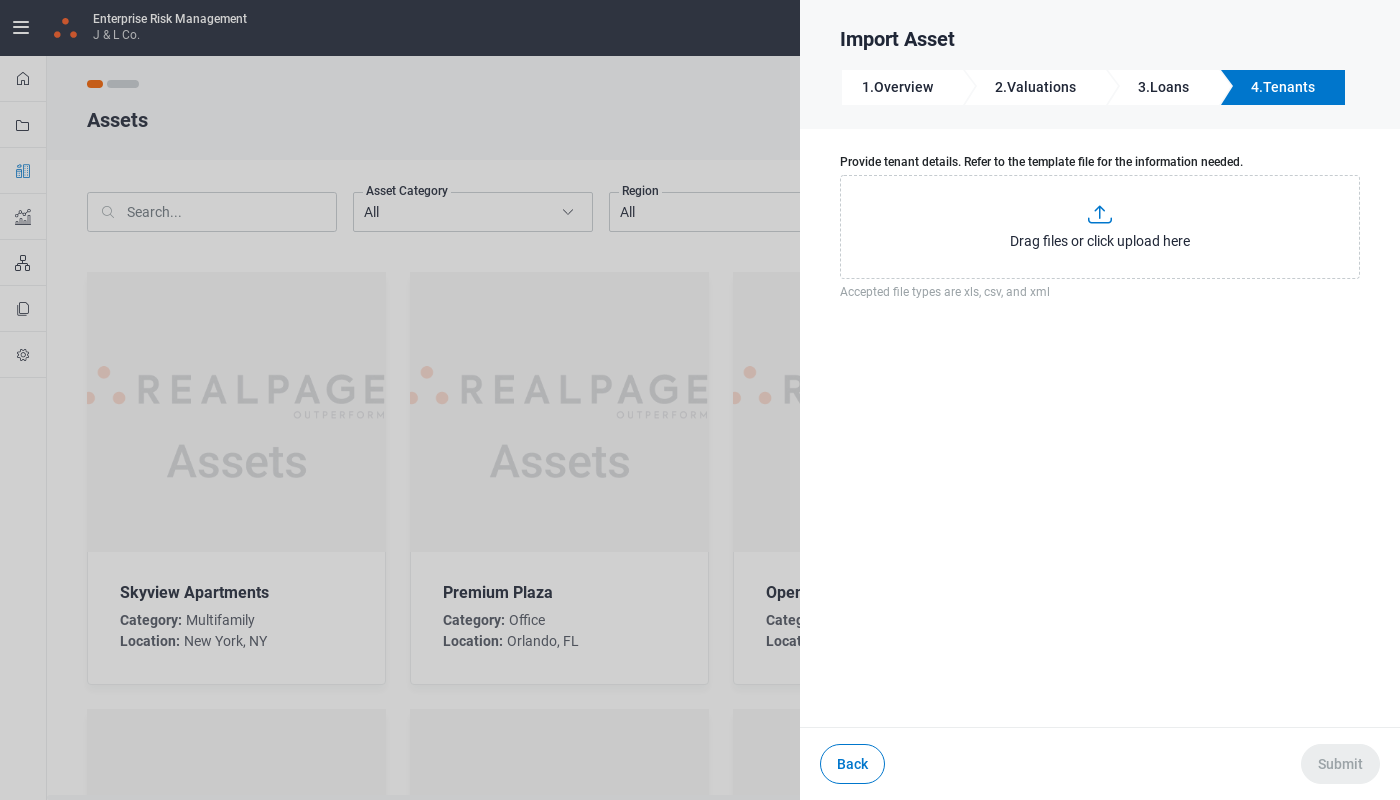 Enterprise Risk Management
J & L Co.
Assets
Search...
Asset Category
All
Region
All
REALPAGE
OUTPERFORM
Assets
REALPAGE
OUTPERFORM
Assets
Skyview Apartments
Category: Multifamily
Location: New York, NY
Premium Plaza
Category: Office
Location: Orlando, FL
Import Asset
1.Overview
2.Valuations
3.Loans
4.Tenants
Provide tenant details. Refer to the template file for the information needed.
Drag files or click upload here
Accepted file types are xls, csv, and xml
Back
Submit